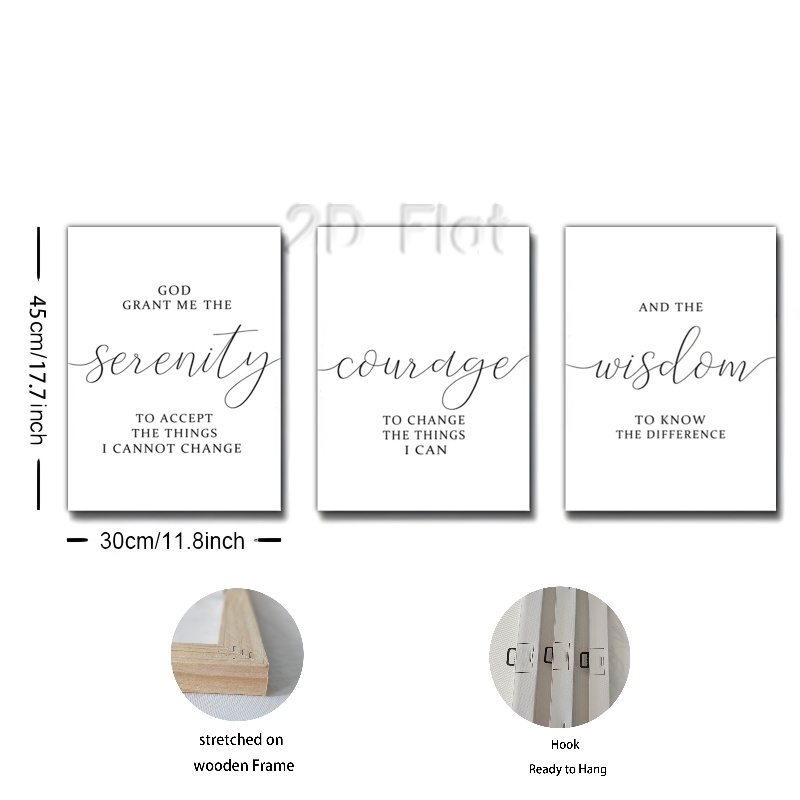 2D Flat
GOD
GRANT ME THE
serenity
TO ACCEPT
THE THINGS
I CANNOT CHANGE
courage
TO CHANGE
THE THINGS
I CAN
AND THE
wisdom
TO KNOW
THE DIFFERENCE
45cm/17.7inch
30cm/11.8inch
stretched on
wooden Frame
Hook
Ready to Hang